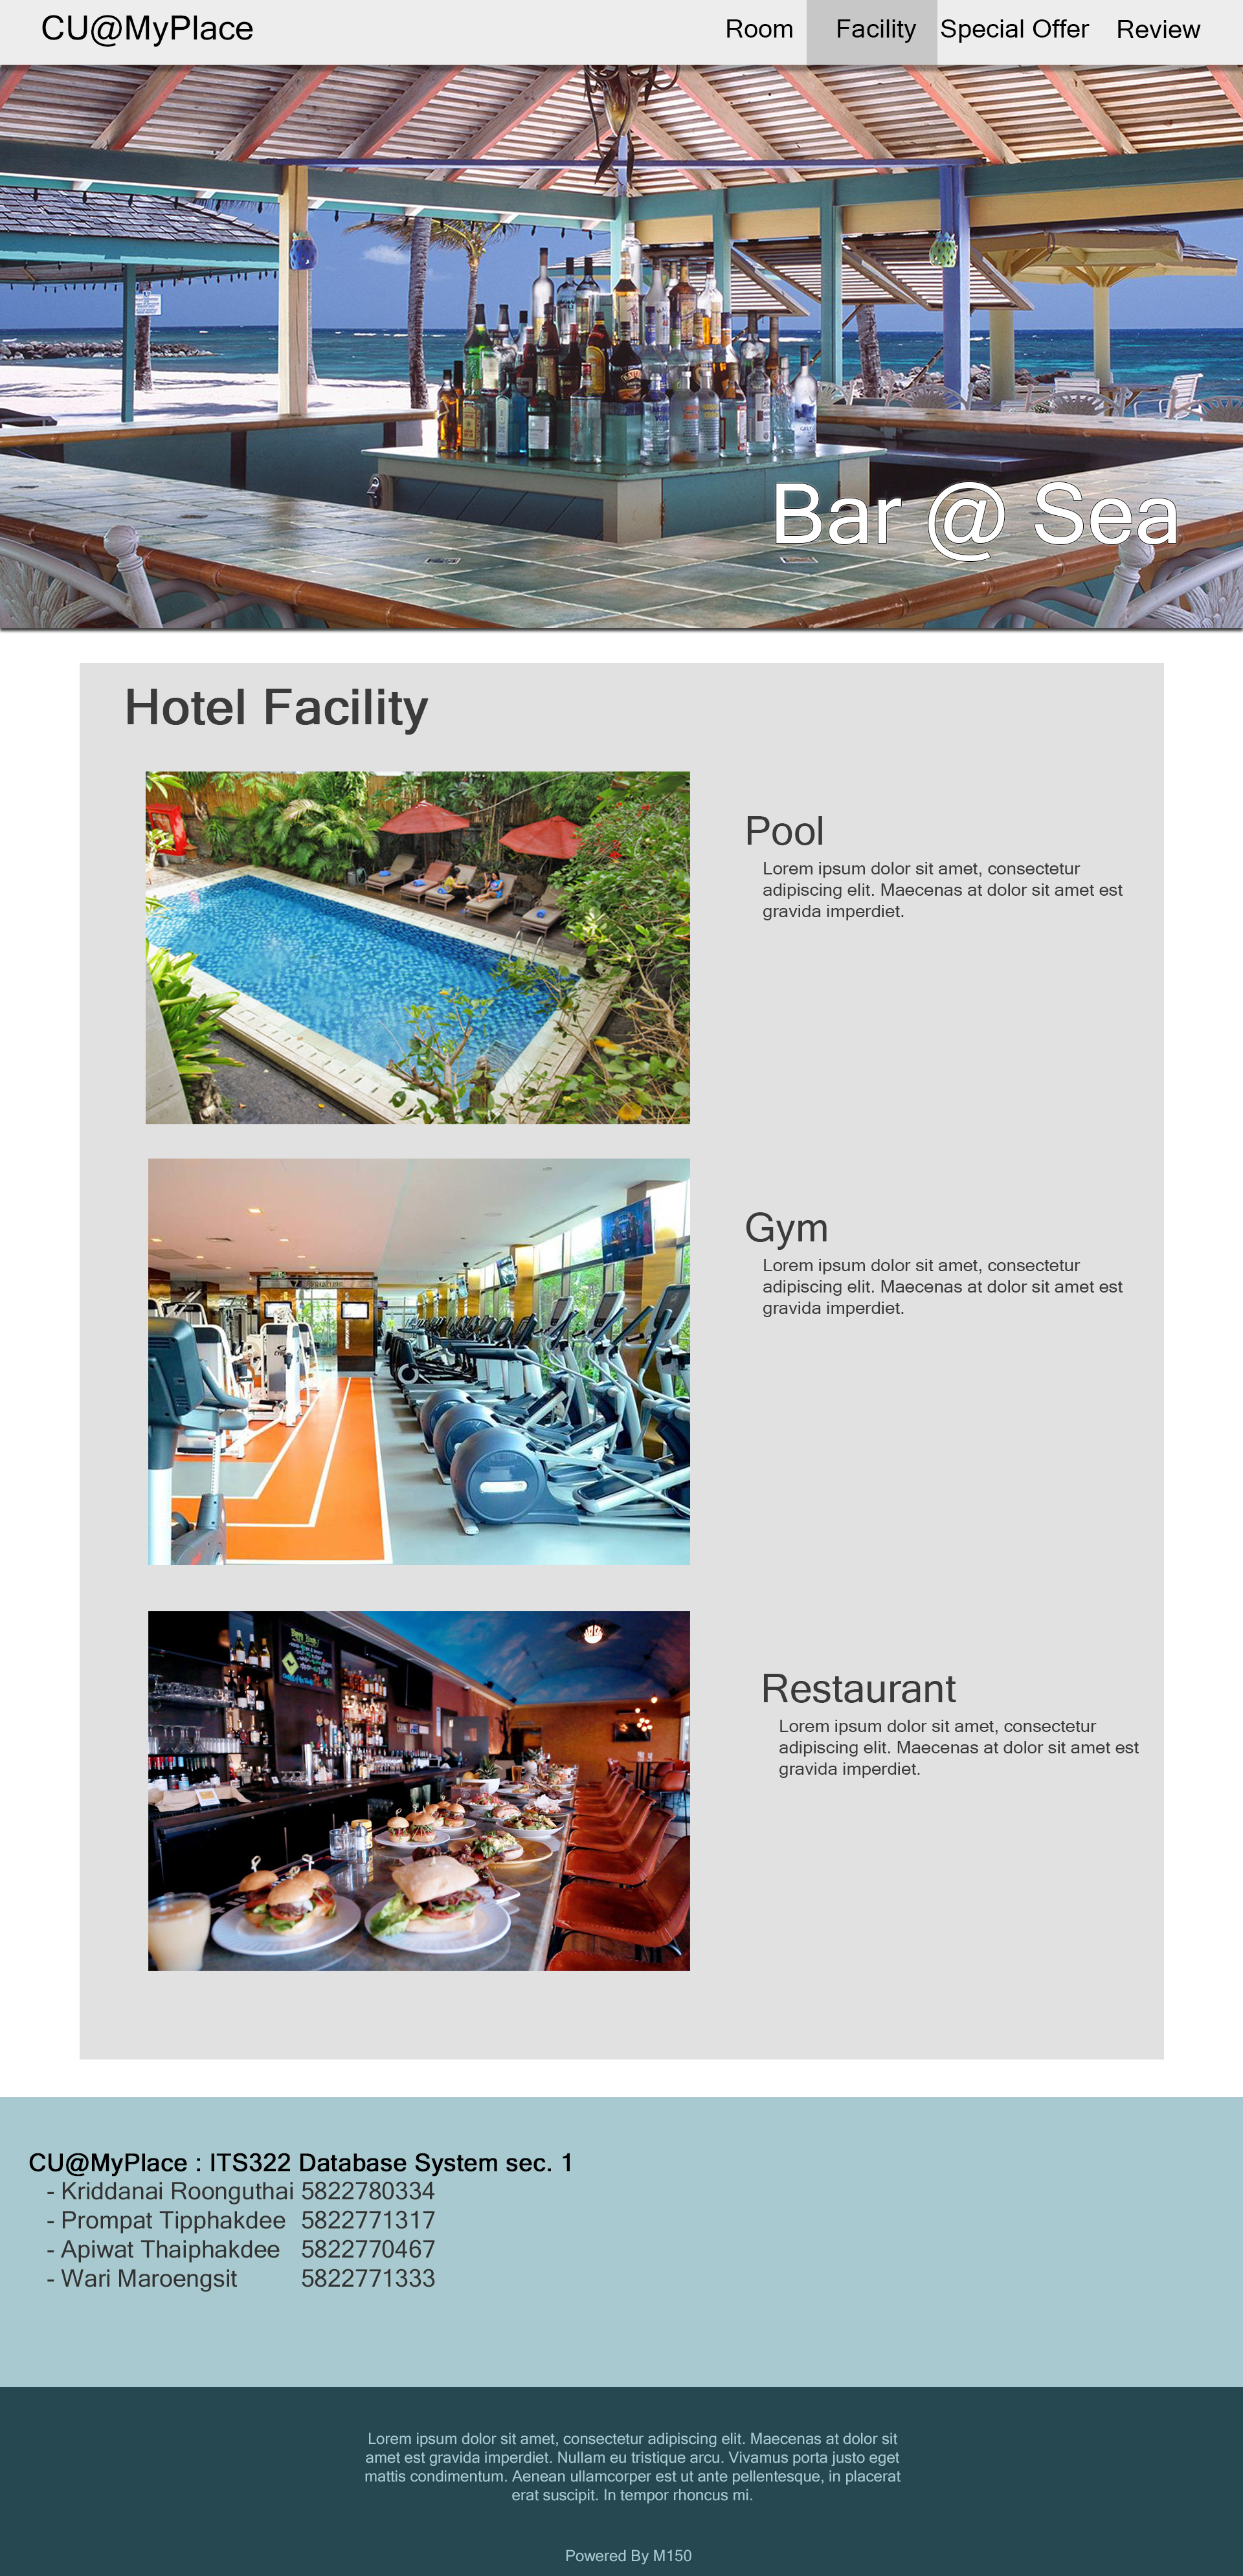 CU@MyPlace
Room Facility Special Offer Review
Bar @ Sea
Hotel Facility
Pool
Lorem ipsum dolor sit amet, consectetur
adipiscing elit. Maecenas at dolor sit amet est
gravida imperdiet.
Gym
Lorem ipsum dolor sit amet, consectetur
adipiscing elit. Maecenas at dolor sit amet est
gravida imperdiet.
Restaurant
Lorem ipsum dolor sit amet, consectetur
adipiscing elit. Maecenas at dolor sit amet est
gravida imperdiet.
CU@MyPlace : ITS322 Database System sec. 1
- Kriddanai Roonguthai 5822780334
- Prompat Tipphakdee 5822771317
- Apiwat Thaiphakdee 5822770467
- Wari Maroengsit 5822771333
Lorem ipsum dolor sit amet, consectetur adipiscing elit. Maecenas at dolor sit
amet est gravida imperdiet. Nullam eu tristique arcu. Vivamus porta justo eget
mattis condimentum. Aenean ullamcorper est ut ante pellentesque, in placerat
erat suscipit. In tempor rhoncus mi.
Powered By M150